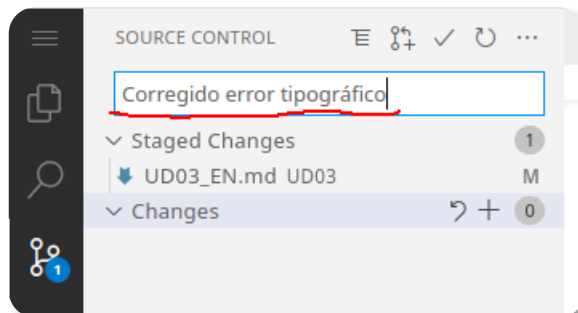 SOURCE CONTROL
Corregido error tipográfico
Staged Changes 1
UD03_EN.md UD03 M
Changes 0
1